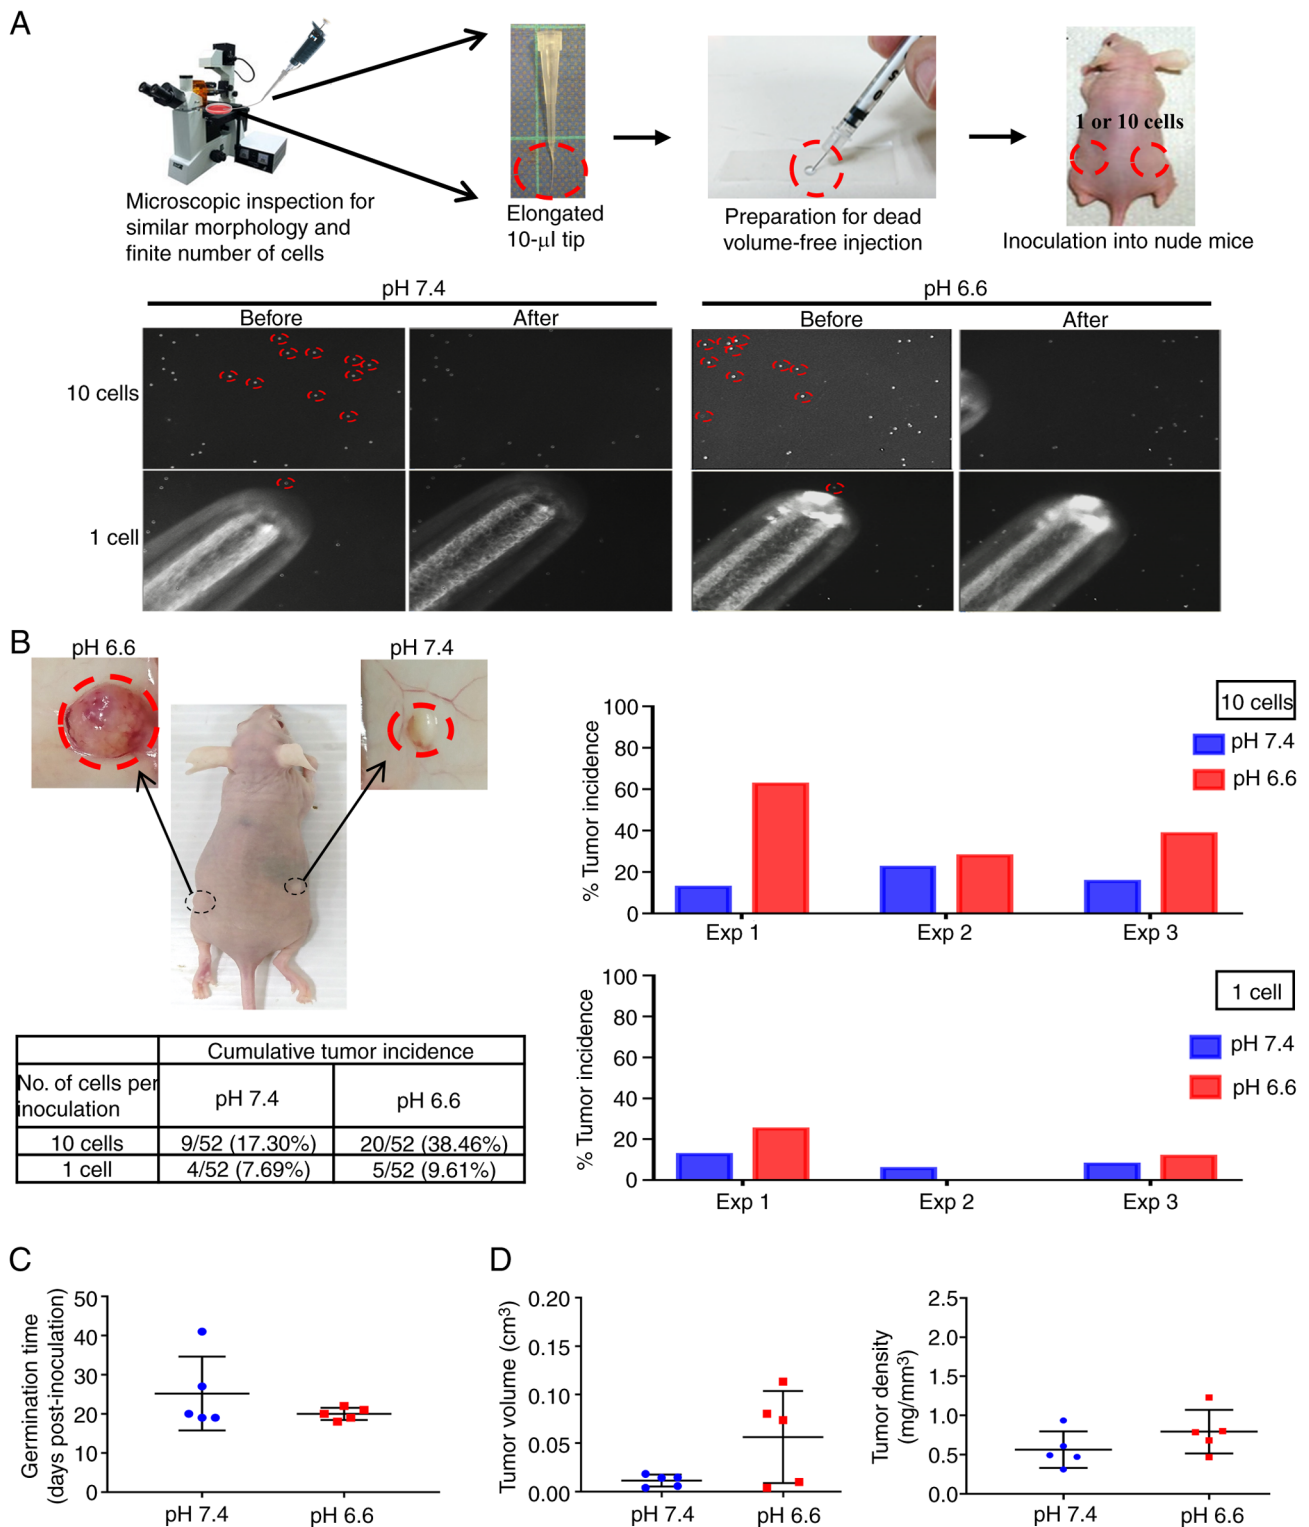 A
1 or 10 cells
Microscopic inspection for
similar morphology and
finite number of cells
Elongated
10-μl tip
Preparation for dead
volume-free injection
Inoculation into nude mice
pH 7.4
pH 6.6
Before
After
Before
After
10 cells
1 cell
B
pH 6.6
pH 7.4
Cumulative tumor incidence
No. of cells per
inoculation
pH 7.4
pH 6.6
10 cells
9/52 (17.30%)
20/52 (38.46%)
1 cell
4/52 (7.69%)
5/52 (9.61%)
% Tumor incidence
100
80
60
40
20
0
Exp 1
Exp 2
Exp 3
10 cells
pH 7.4
pH 6.6
% Tumor incidence
100
80
60
40
20
0
Exp 1
Exp 2
Exp 3
1 cell
pH 7.4
pH 6.6
C
Germination time
(days post-inoculation)
50
40
30
20
10
0
pH 7.4
pH 6.6
D
Tumor volume (cm³)
0.20
0.15
0.10
0.05
0.00
pH 7.4
pH 6.6
Tumor density
(mg/mm³)
2.5
2.0
1.5
1.0
0.5
0.0
pH 7.4
pH 6.6